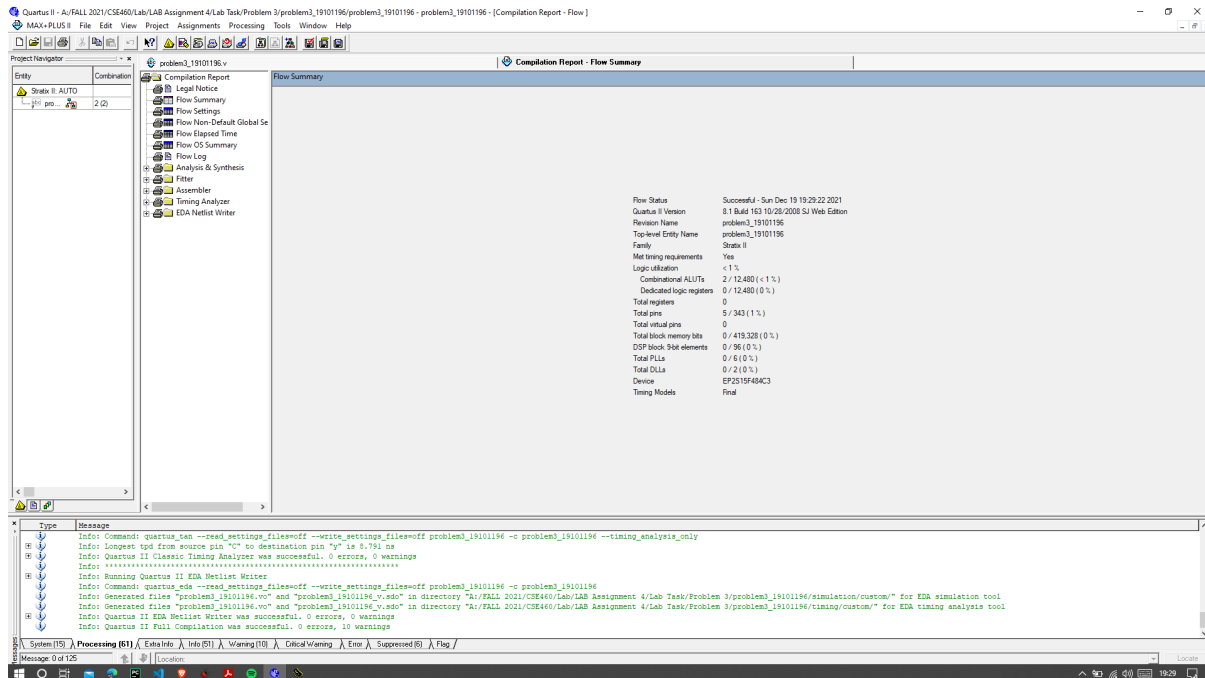 Quartus II - A:/FALL 2021/CSE460/Lab/LAB Assignment 4/Lab Task/Problem 3/problem3_19101196/problem3_19101196 - problem3_19101196 - [Compilation Report - Flow ]
MAX+PLUS II File Edit View Project Assignments Processing Tools Window Help
Project Navigator
Entity Combination
Stratix II: AUTO
pro... 2 (2)
problem3_19101196.v
Compilation Report - Flow Summary
Compilation Report
Legal Notice
Flow Summary
Flow Settings
Flow Non-Default Global Se
Flow Elapsed Time
Flow OS Summary
Flow Log
Analysis & Synthesis
Fitter
Assembler
Timing Analyzer
EDA Netlist Writer
Flow Summary
Flow Status Successful - Sun Dec 19 19:29:22 2021
Quartus II Version 8.1 Build 163 10/28/2008 SJ Web Edition
Revision Name problem3_19101196
Top-level Entity Name problem3_19101196
Family Stratix II
Met timing requirements Yes
Logic utilization < 1 %
Combinational ALUTs 2 / 12,480 ( < 1 % )
Dedicated logic registers 0 / 12,480 ( 0 % )
Total registers 0
Total pins 5 / 343 ( 1 % )
Total virtual pins 0
Total block memory bits 0 / 419,328 ( 0 % )
DSP block 9-bit elements 0 / 96 ( 0 % )
Total PLLs 0 / 6 ( 0 % )
Total DLLs 0 / 2 ( 0 % )
Device EP2S15F484C3
Timing Models Final
Type Message
Info: Command: quartus_tan --read_settings_files=off --write_settings_files=off problem3_19101196 -c problem3_19101196 --timing_analysis_only
Info: Longest tpd from source pin "C" to destination pin "y" is 8.791 ns
Info: Quartus II Classic Timing Analyzer was successful. 0 errors, 0 warnings
Info: *******************************************************************
Info: Running Quartus II EDA Netlist Writer
Info: Command: quartus_eda --read_settings_files=off --write_settings_files=off problem3_19101196 -c problem3_19101196
Info: Generated files "problem3_19101196.vo" and "problem3_19101196_v.sdo" in directory "A:/FALL 2021/CSE460/Lab/LAB Assignment 4/Lab Task/Problem 3/problem3_19101196/simulation/custom/" for EDA simulation tool
Info: Generated files "problem3_19101196.vo" and "problem3_19101196_v.sdo" in directory "A:/FALL 2021/CSE460/Lab/LAB Assignment 4/Lab Task/Problem 3/problem3_19101196/timing/custom/" for EDA timing analysis tool
Info: Quartus II EDA Netlist Writer was successful. 0 errors, 0 warnings
Info: Quartus II Full Compilation was successful. 0 errors, 10 warnings
Messages
System (15) Processing (61) Extra Info Info (51) Warning (10) Critical Warning Error Suppressed (6) Flag
Message: 0 of 125 Location: Locate
19:29